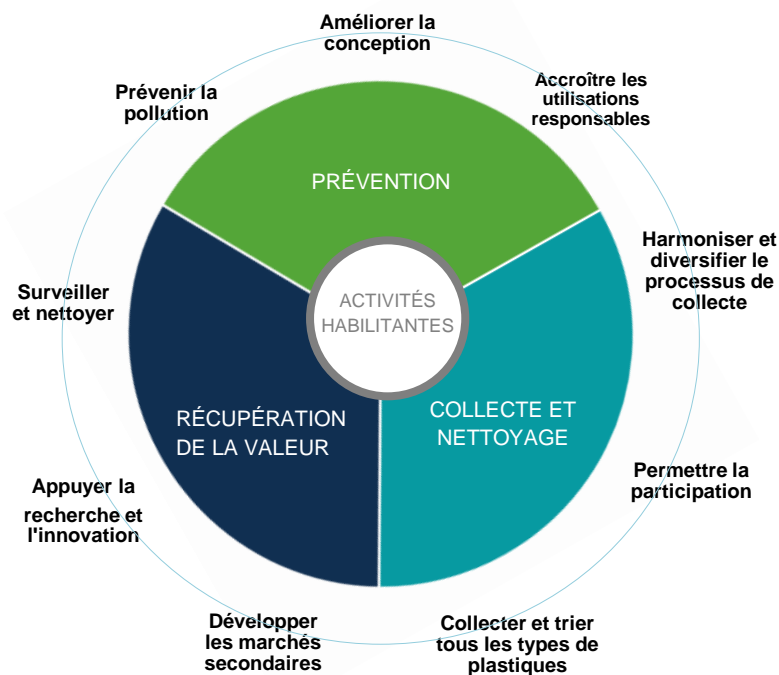 Améliorer la
conception
Accroître les
utilisations
responsables
Harmoniser et
diversifier le
processus de
collecte
Permettre la
participation
Collecter et trier
tous les types de
plastiques
Développer
les marchés
secondaires
Appuyer la
recherche et
l'innovation
Surveiller
et nettoyer
Prévenir la
pollution
PRÉVENTION
ACTIVITÉS
HABILITANTES
COLLECTE ET
NETTOYAGE
RÉCUPÉRATION
DE LA VALEUR